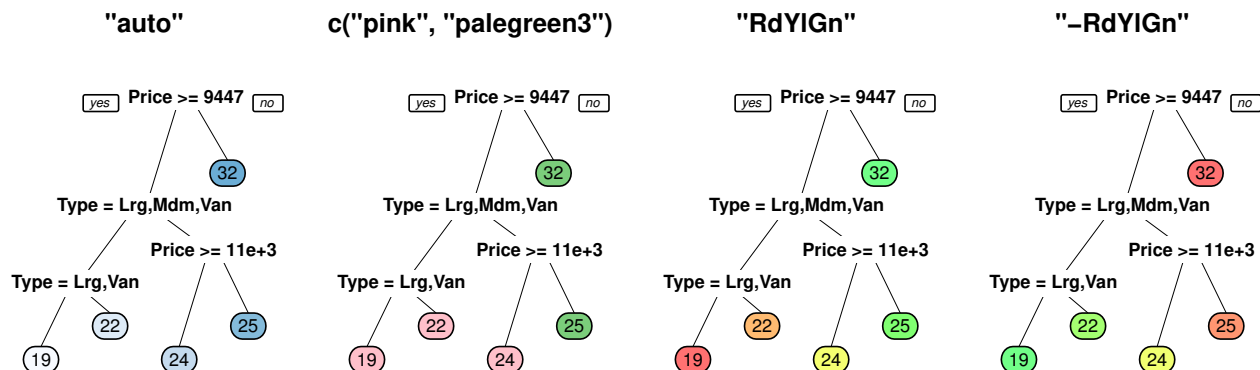 "auto"
yes Price >= 9447 no
32
Type = Lrg,Mdm,Van
Price >= 11e+3
Type = Lrg,Van
22
25
19
24
c("pink", "palegreen3")
yes Price >= 9447 no
32
Type = Lrg,Mdm,Van
Price >= 11e+3
Type = Lrg,Van
22
25
19
24
"RdYlGn"
yes Price >= 9447 no
32
Type = Lrg,Mdm,Van
Price >= 11e+3
Type = Lrg,Van
22
25
19
24
"−RdYlGn"
yes Price >= 9447 no
32
Type = Lrg,Mdm,Van
Price >= 11e+3
Type = Lrg,Van
22
25
19
24